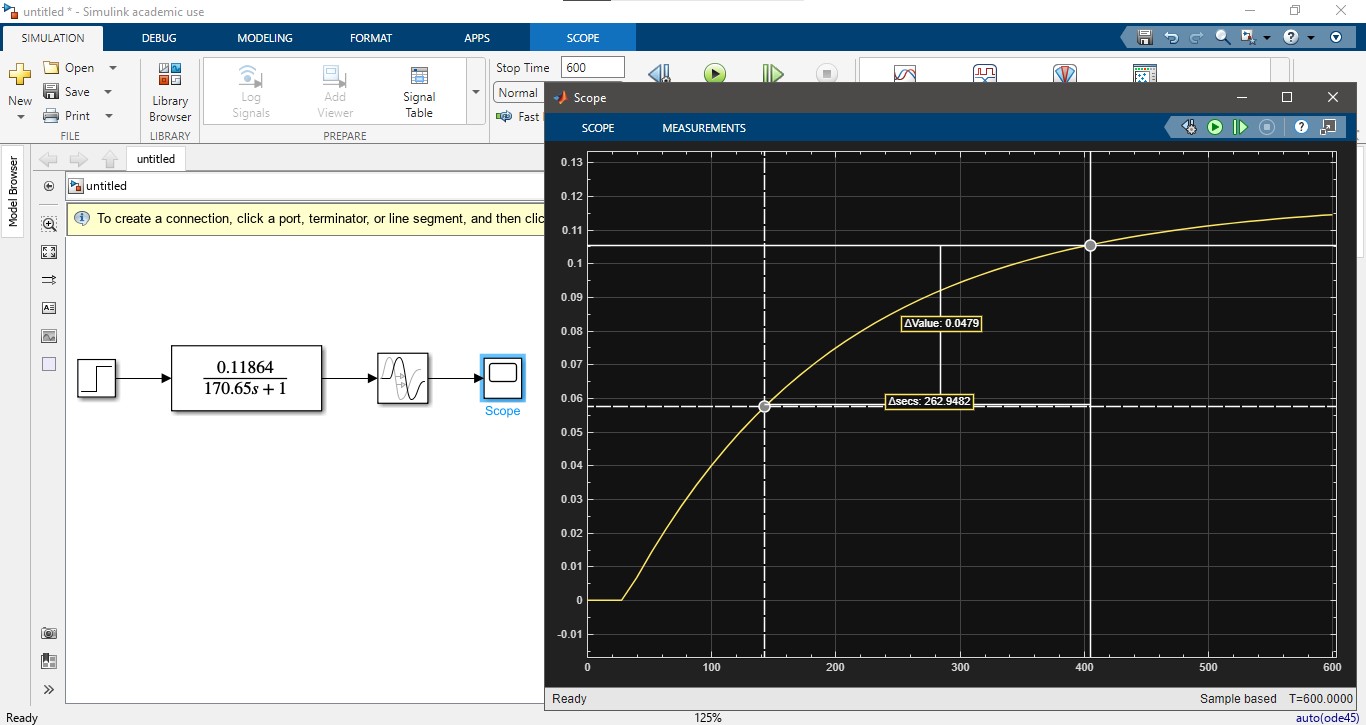 untitled * - Simulink academic use
SIMULATION DEBUG MODELING FORMAT APPS SCOPE
New
Open
Save
Print
FILE
Library
Browser
LIBRARY
Log
Signals
Add
Viewer
Signal
Table
PREPARE
Stop Time 600
Normal
Fast
Model Browser
untitled
untitled
To create a connection, click a port, terminator, or line segment, and then clic
0.11864
170.65s + 1
Scope
Scope
SCOPE MEASUREMENTS
0.13
0.12
0.11
0.1
0.09
0.08
0.07
0.06
0.05
0.04
0.03
0.02
0.01
0
-0.01
ΔValue: 0.0479
Δsecs: 262.9482
0 100 200 300 400 500 600
Ready Sample based T=600.0000
Ready 125% auto(ode45)